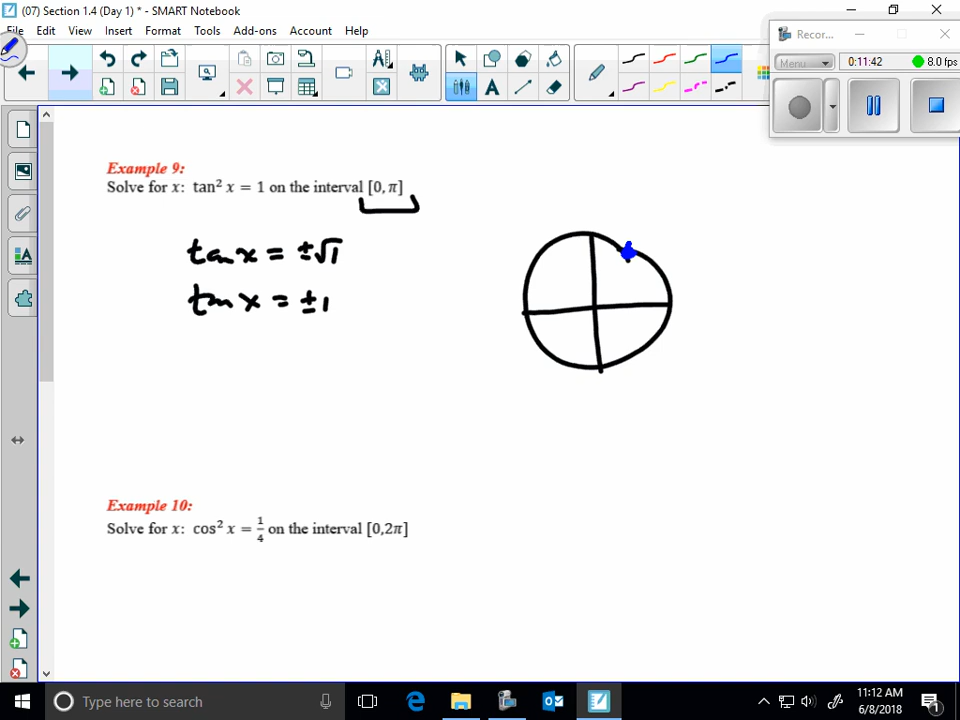 (07) Section 1.4 (Day 1) * - SMART Notebook
File Edit View Insert Format Tools Add-ons Account Help
Recor...
Menu
0:11:42
8.0 fps
Example 9:
Solve for x: tan² x = 1 on the interval [0, π]
tan x = ±√1
tan x = ±1
Example 10:
Solve for x: cos² x = 1/4 on the interval [0,2π]
Type here to search
11:12 AM
6/8/2018
1